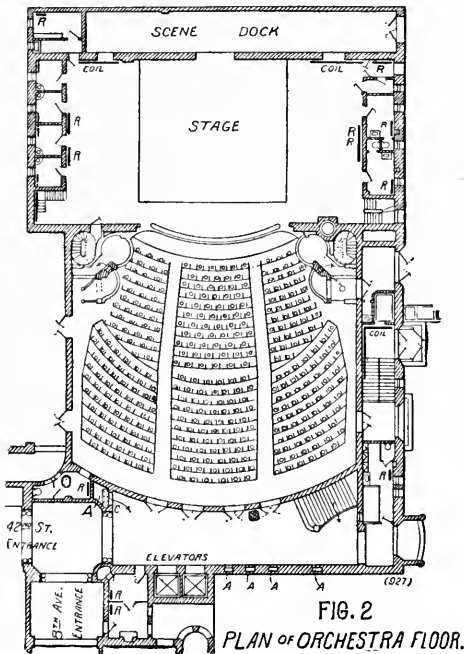 R
SCENE DOCK
COIL
COIL
R
R
STAGE
R
R
R
R
R
R
COIL
R
R
A
C
42ND ST.
ENTRANCE
ELEVATORS
8TH AVE.
ENTRANCE
R
R
A A A A
(027)
FIG. 2
PLAN OF ORCHESTRA FLOOR.